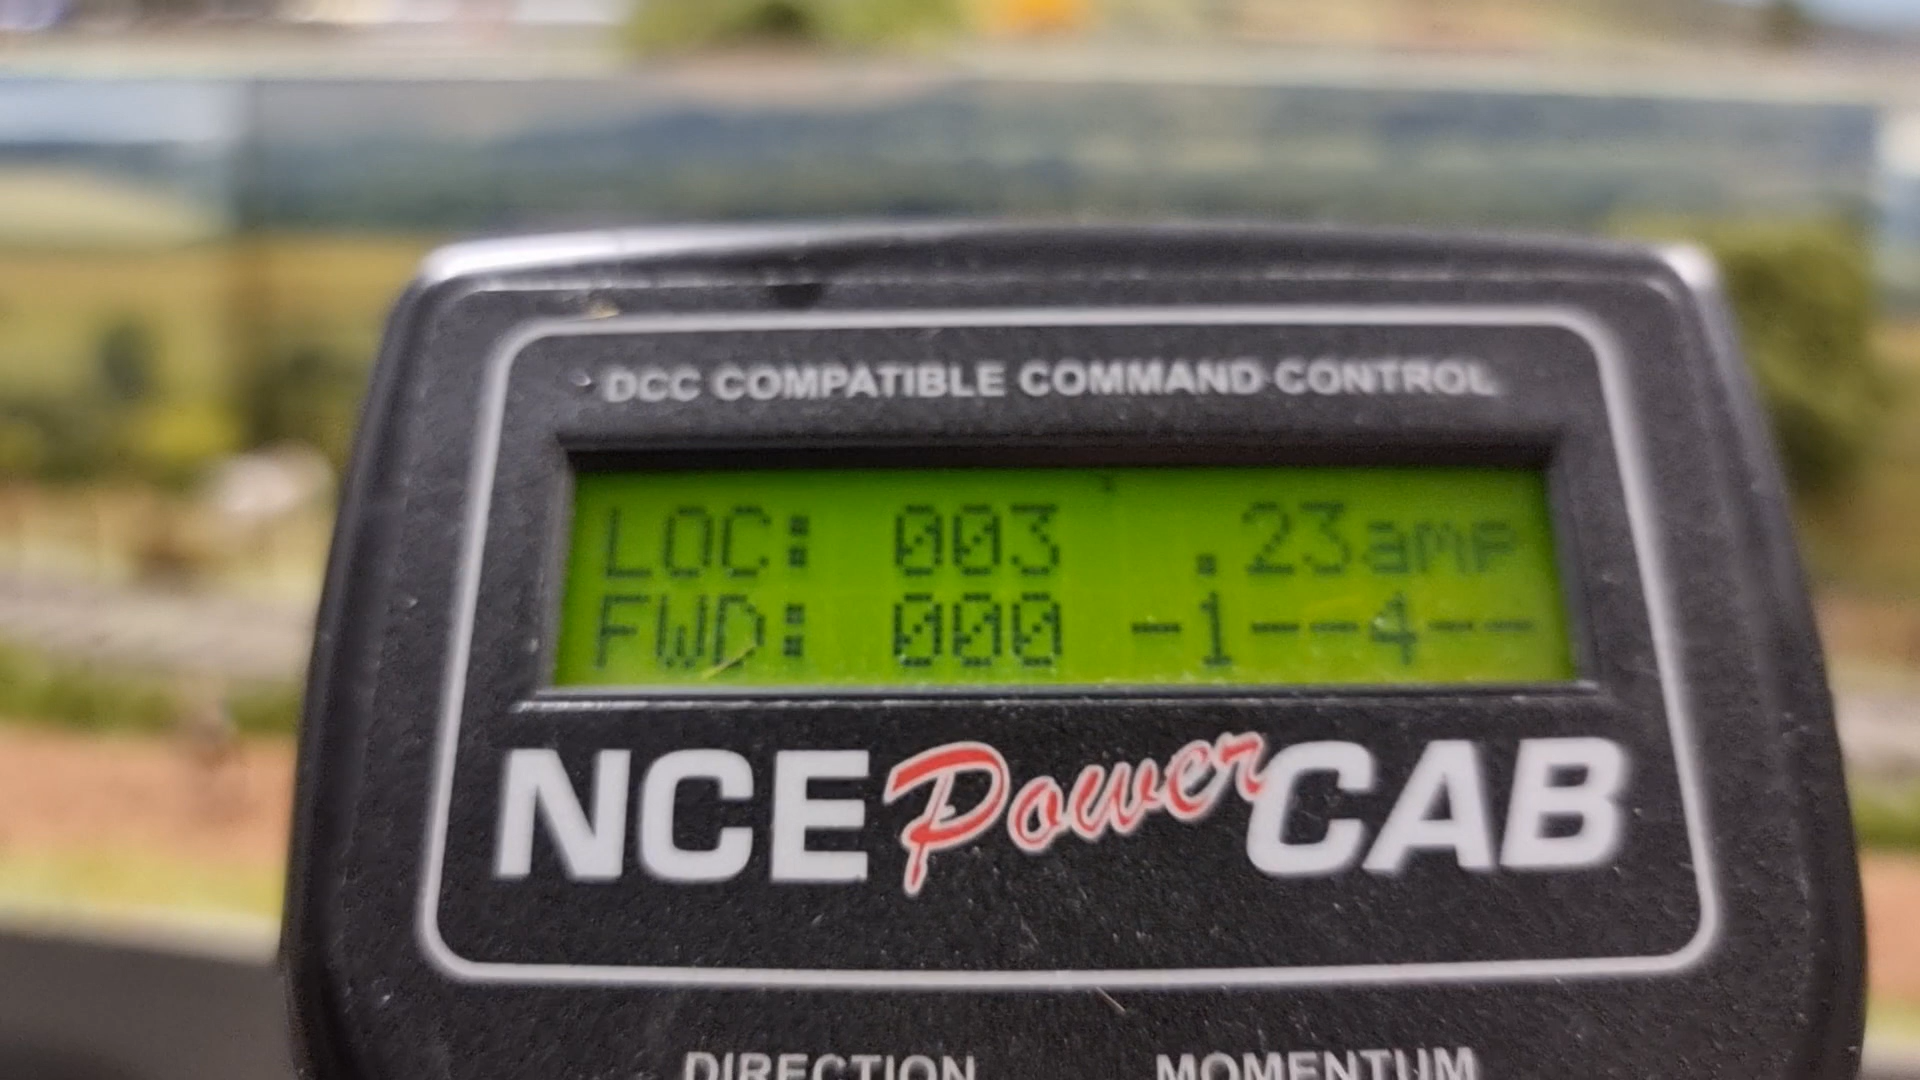 DCC COMPATIBLE COMMAND CONTROL
LOC: 003 .23amp
FWD: 000 -1--4--
NCE Power CAB
DIRECTION MOMENTUM